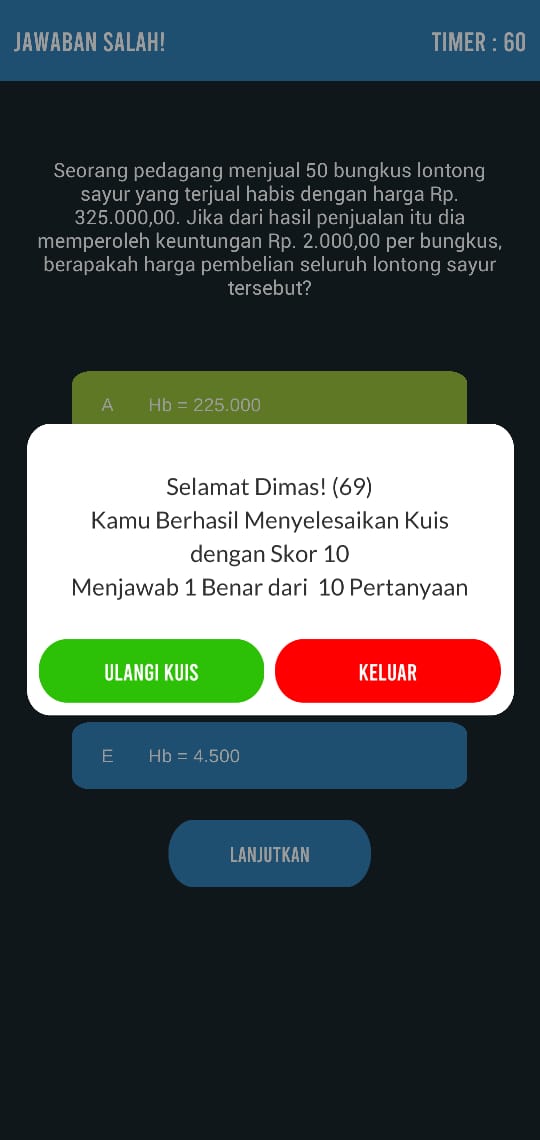 JAWABAN SALAH!
TIMER : 60
Seorang pedagang menjual 50 bungkus lontong
sayur yang terjual habis dengan harga Rp.
325.000,00. Jika dari hasil penjualan itu dia
memperoleh keuntungan Rp. 2.000,00 per bungkus,
berapakah harga pembelian seluruh lontong sayur
tersebut?
A Hb = 225.000
Selamat Dimas! (69)
Kamu Berhasil Menyelesaikan Kuis
dengan Skor 10
Menjawab 1 Benar dari 10 Pertanyaan
ULANGI KUIS
KELUAR
E Hb = 4.500
LANJUTKAN